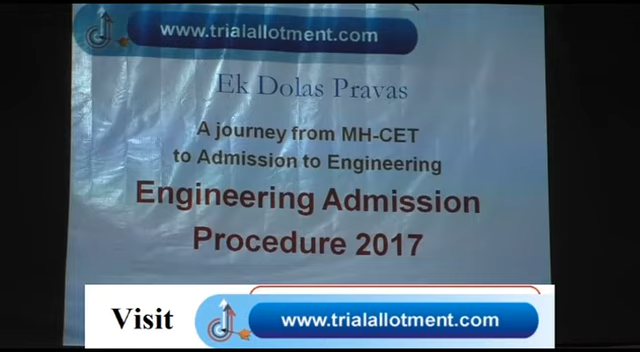 www.trialallotment.com
Ek Dolas Pravas
A journey from MH-CET
to Admission to Engineering
Engineering Admission
Procedure 2017
Visit www.trialallotment.com